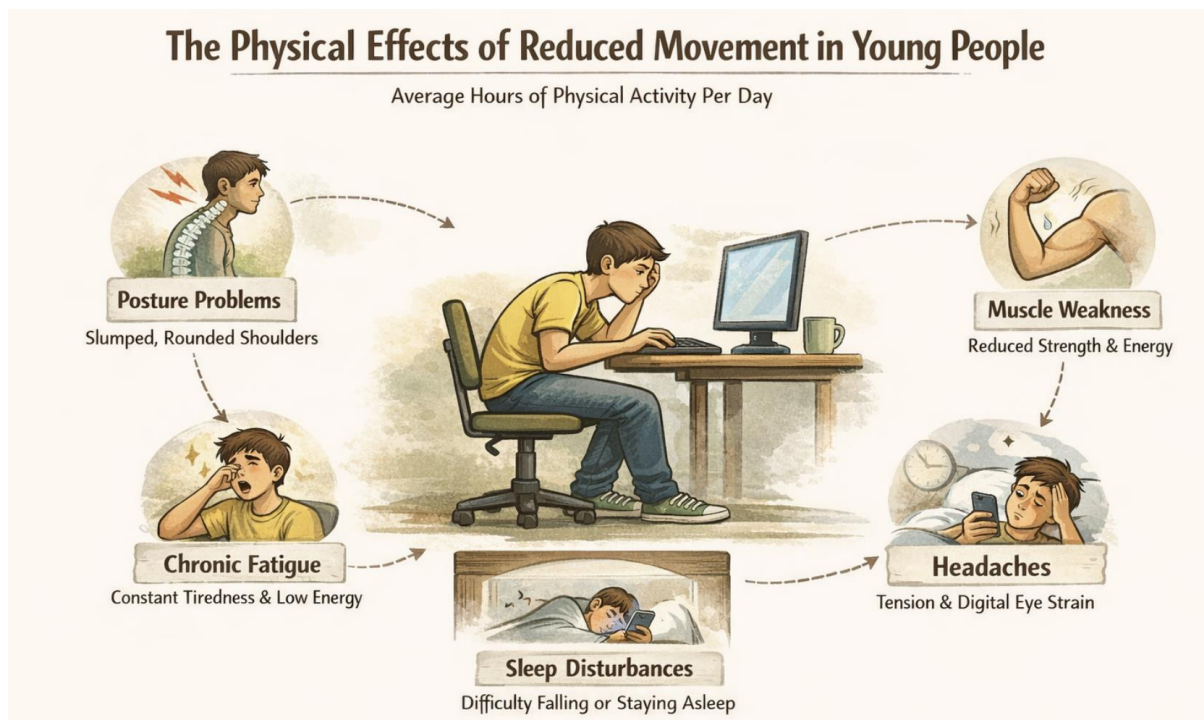 The Physical Effects of Reduced Movement in Young People
Average Hours of Physical Activity Per Day
Posture Problems
Slumped, Rounded Shoulders
Muscle Weakness
Reduced Strength & Energy
Chronic Fatigue
Constant Tiredness & Low Energy
Headaches
Tension & Digital Eye Strain
Sleep Disturbances
Difficulty Falling or Staying Asleep